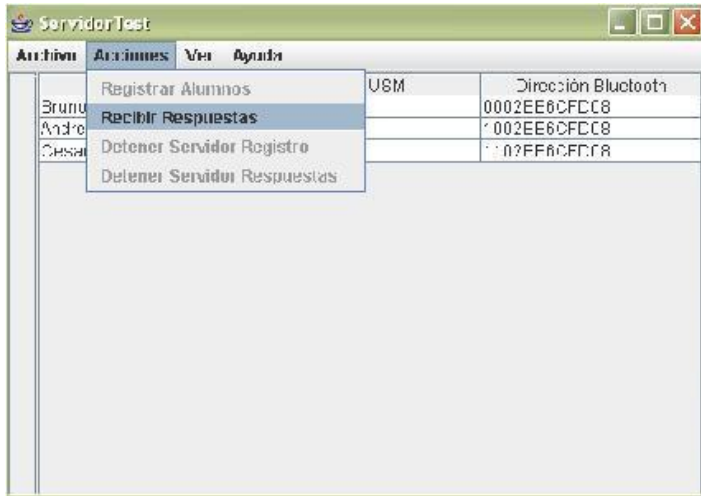 ServidorTest
Archivo Acciones Ver Ayuda
USM Dirección Bluetooth
Registrar Alumnos
0002EE6CFDC8
Recibir Respuestas
1002EE6CFDC8
Detener Servidor Registro
1102EE6CFDC8
Detener Servidor Respuestas